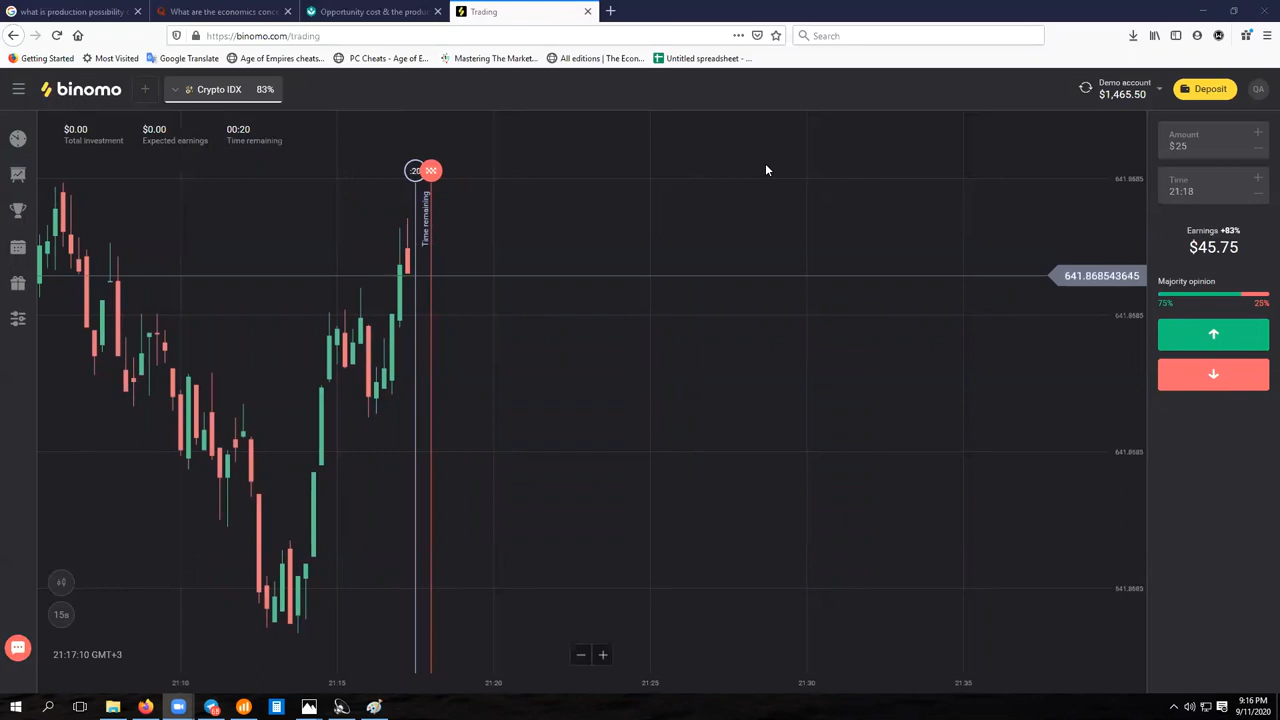 what is production possibility c
What are the economics conc
Opportunity cost & the produc
Trading
https://binomo.com/trading
Search
Getting Started
Most Visited
Google Translate
Age of Empires cheats...
PC Cheats - Age of E...
Mastering The Market...
All editions | The Econ...
Untitled spreadsheet - ...
binomo
Crypto IDX 83%
Demo account
$1,465.50
Deposit
QA
$0.00
Total investment
$0.00
Expected earnings
00:20
Time remaining
:20
Time remaining
Amount
$25
Time
21:18
Earnings +83%
$45.75
Majority opinion
75% 25%
641.868543645
15s
21:17:10 GMT+3
21:15
21:20
21:25
21:30
21:35
9:16 PM
9/11/2020